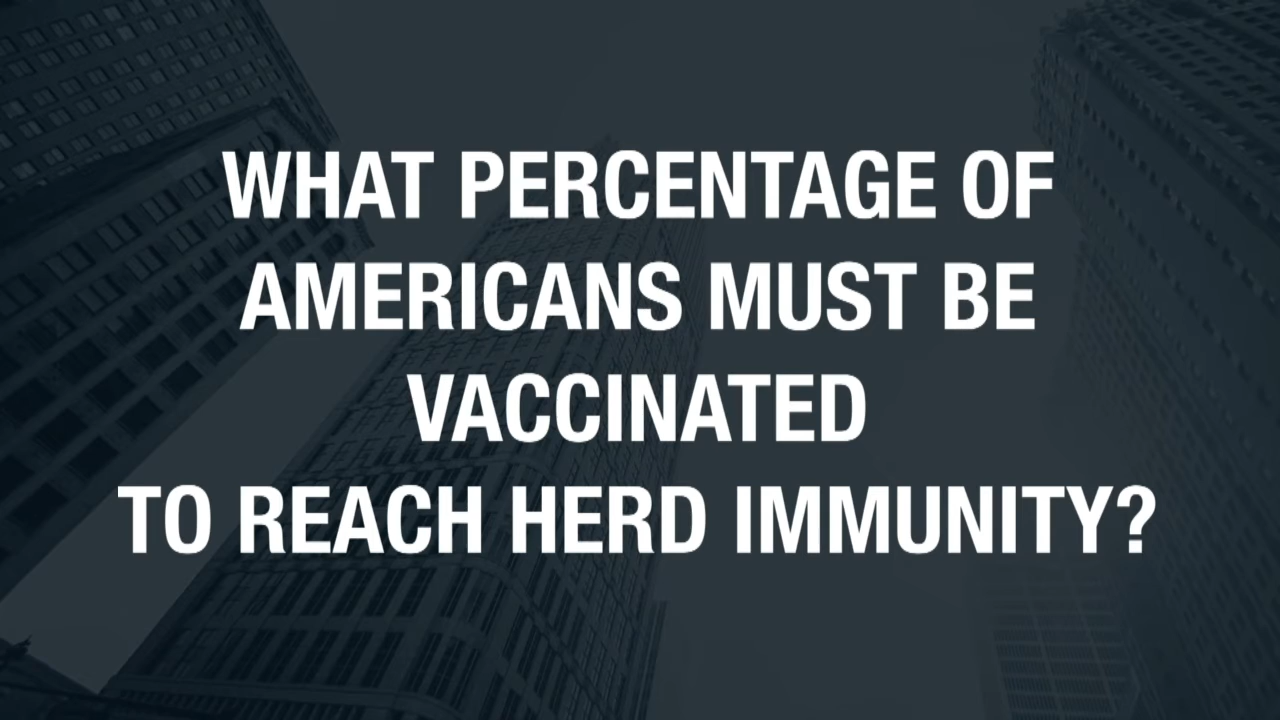 WHAT PERCENTAGE OF
AMERICANS MUST BE
VACCINATED
TO REACH HERD IMMUNITY?